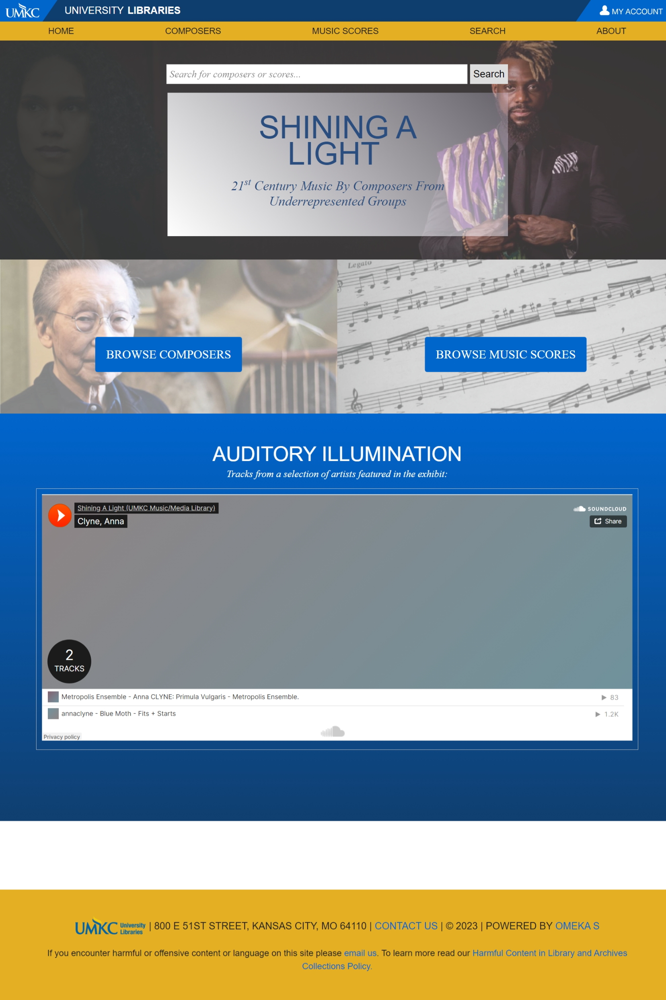 UMKC
UNIVERSITY LIBRARIES
MY ACCOUNT
HOME COMPOSERS MUSIC SCORES SEARCH ABOUT
Search for composers or scores...
Search
SHINING A
LIGHT
21st Century Music By Composers From
Underrepresented Groups
Legato
3
3
BROWSE COMPOSERS
BROWSE MUSIC SCORES
AUDITORY ILLUMINATION
Tracks from a selection of artists featured in the exhibit:
Shining A Light (UMKC Music/Media Library)
Clyne, Anna
SOUNDCLOUD
Share
2
TRACKS
Metropolis Ensemble - Anna CLYNE: Primula Vulgaris - Metropolis Ensemble.
83
annaclyne - Blue Moth - Fits + Starts
1.2K
Privacy policy
UMKC University
Libraries
| 800 E 51ST STREET, KANSAS CITY, MO 64110 | CONTACT US | © 2023 | POWERED BY OMEKA S
If you encounter harmful or offensive content or language on this site please email us. To learn more read our Harmful Content in Library and Archives
Collections Policy.